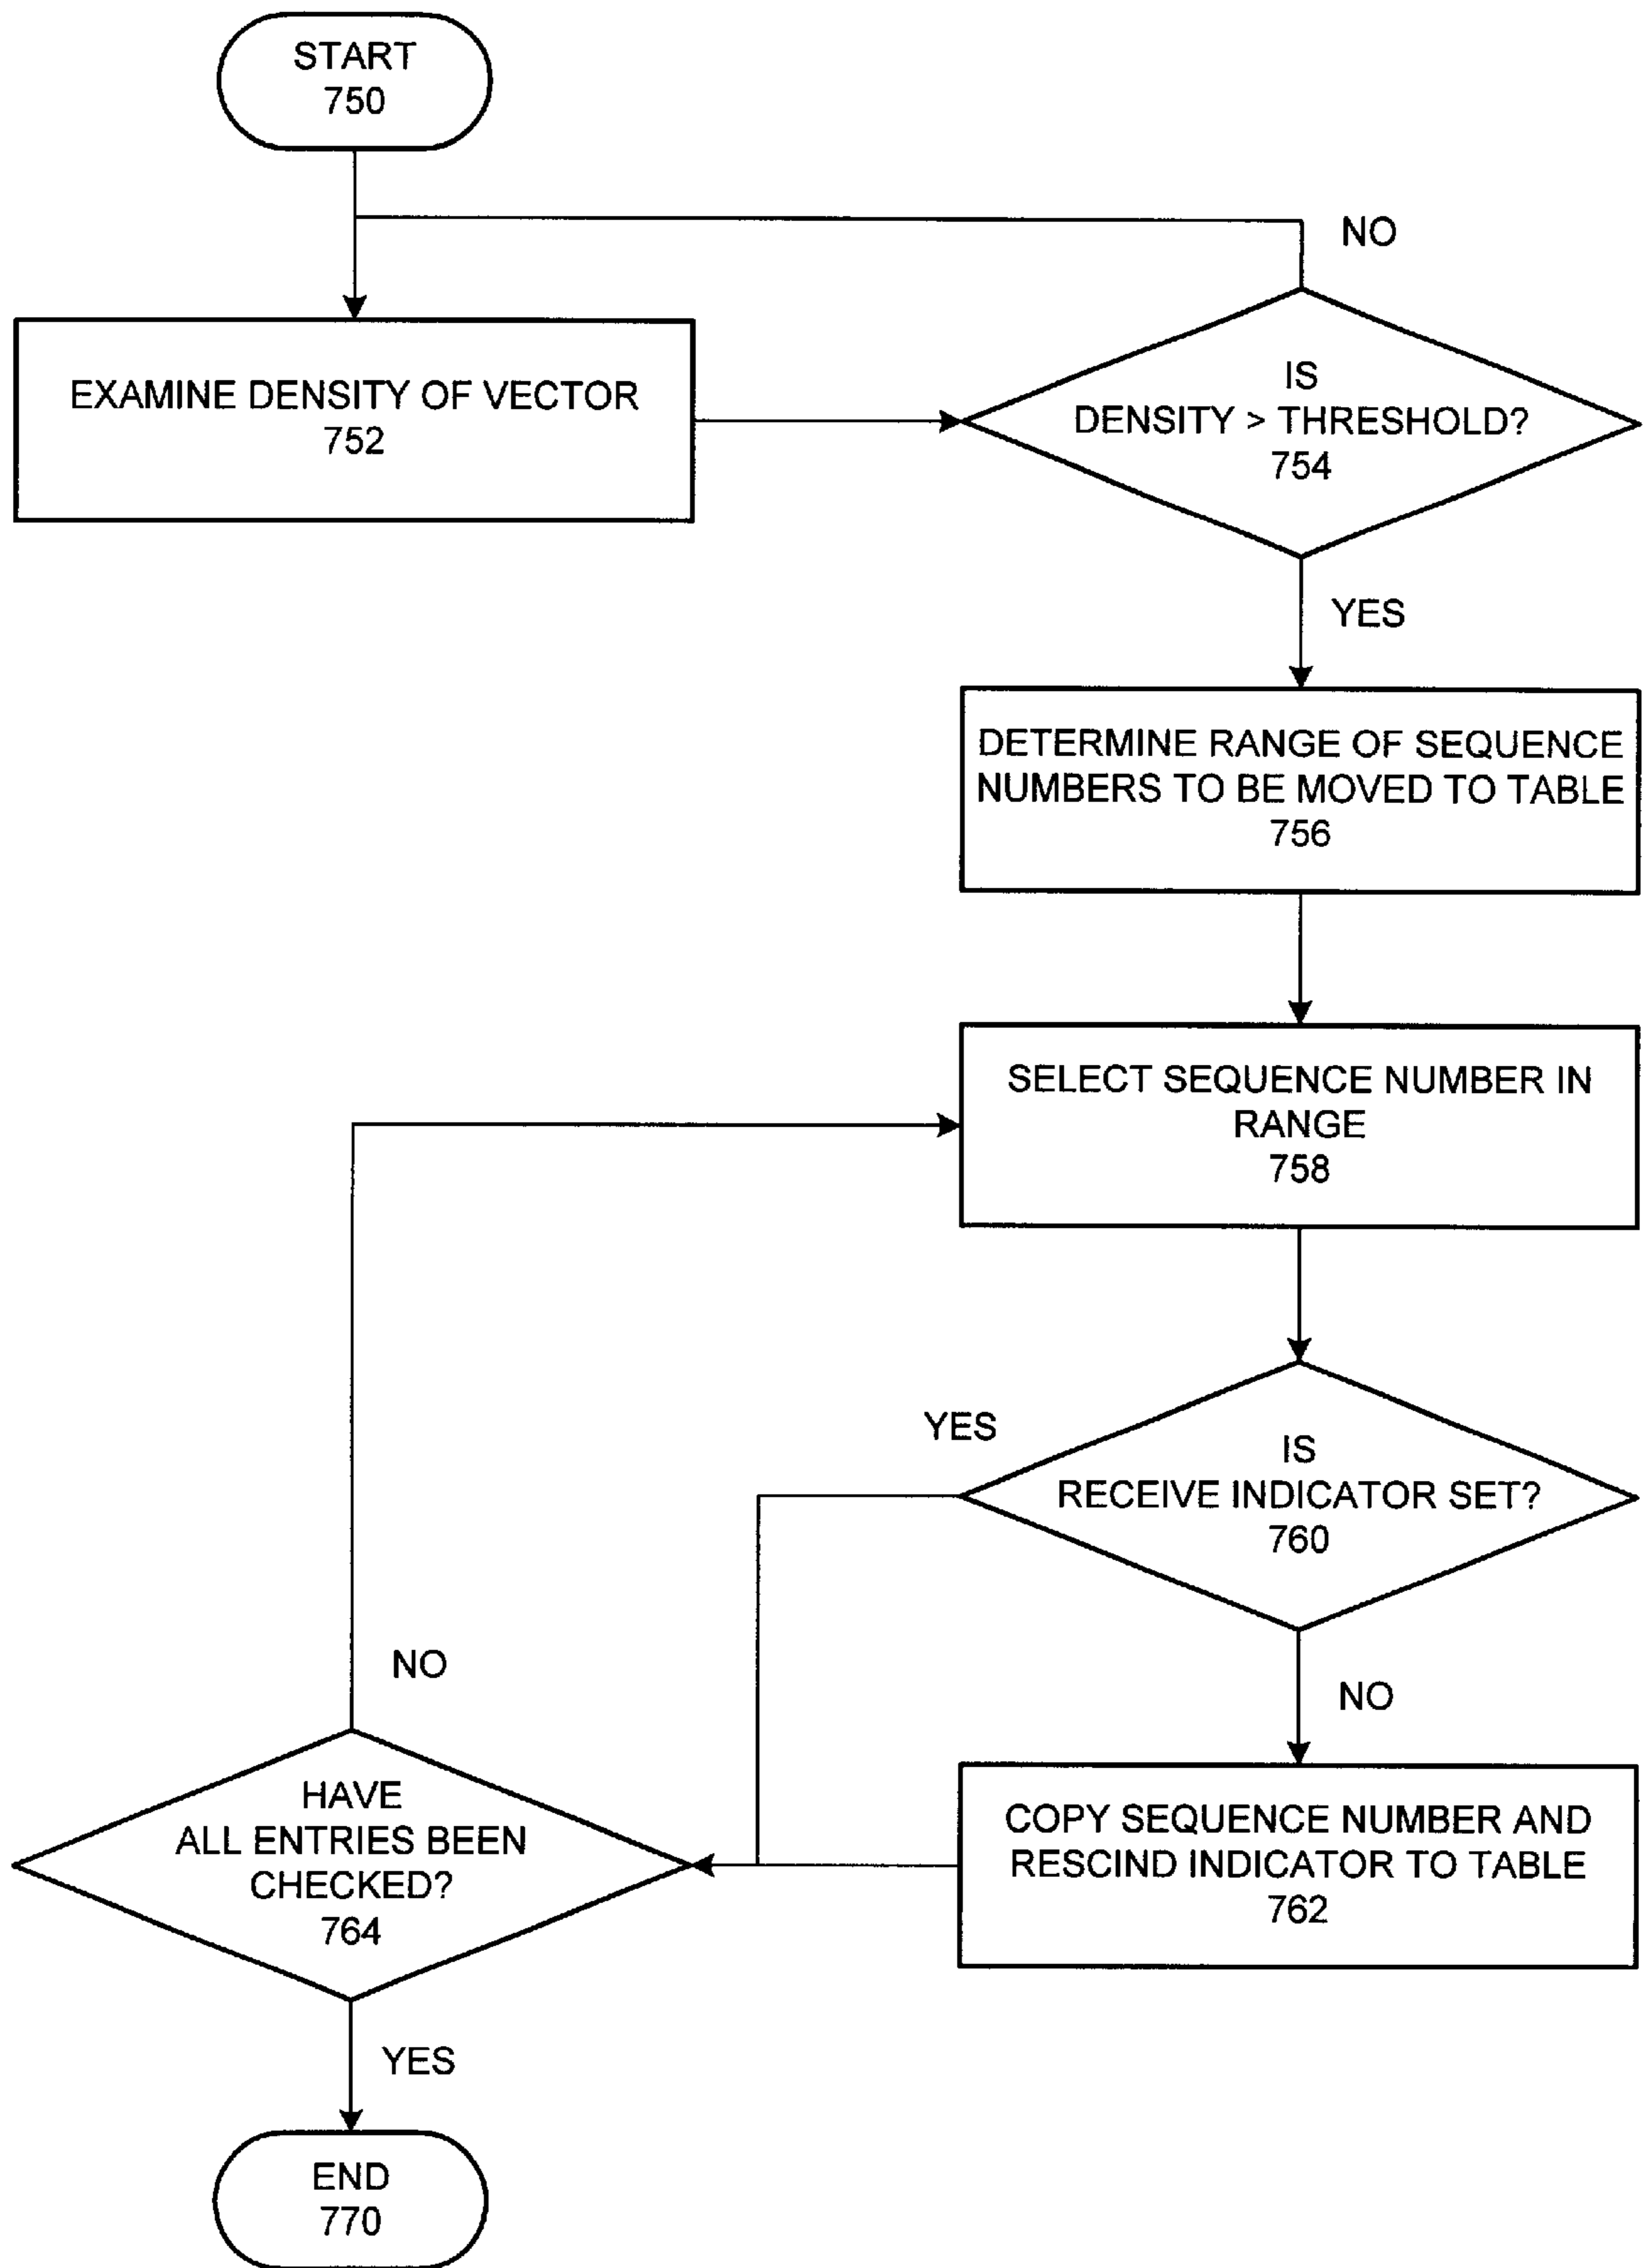 START
750
NO
EXAMINE DENSITY OF VECTOR
752
IS
DENSITY > THRESHOLD?
754
YES
DETERMINE RANGE OF SEQUENCE
NUMBERS TO BE MOVED TO TABLE
756
SELECT SEQUENCE NUMBER IN
RANGE
758
YES
IS
RECEIVE INDICATOR SET?
760
NO
NO
COPY SEQUENCE NUMBER AND
RESCIND INDICATOR TO TABLE
762
HAVE
ALL ENTRIES BEEN
CHECKED?
764
YES
END
770